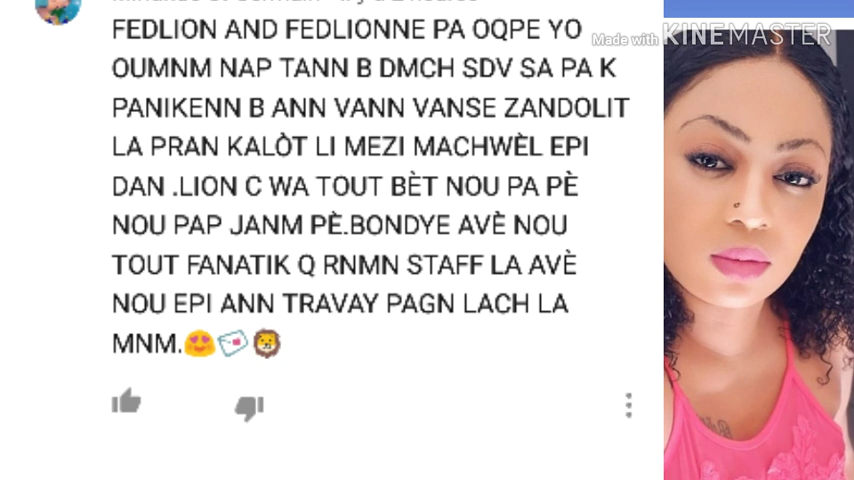 FEDLION AND FEDLIONNE PA OQPE YO
OUMNM NAP TANN B DMCH SDV SA PA K
PANIKENN B ANN VANN VANSE ZANDOLIT
LA PRAN KALÒT LI MEZI MACHWÈL EPI
DAN .LION C WA TOUT BÈT NOU PA PÈ
NOU PAP JANM PÈ.BONDYE AVÈ NOU
TOUT FANATIK Q RNMN STAFF LA AVÈ
NOU EPI ANN TRAVAY PAGN LACH LA
MNM.😍💌🦁
Made with KINEMASTER